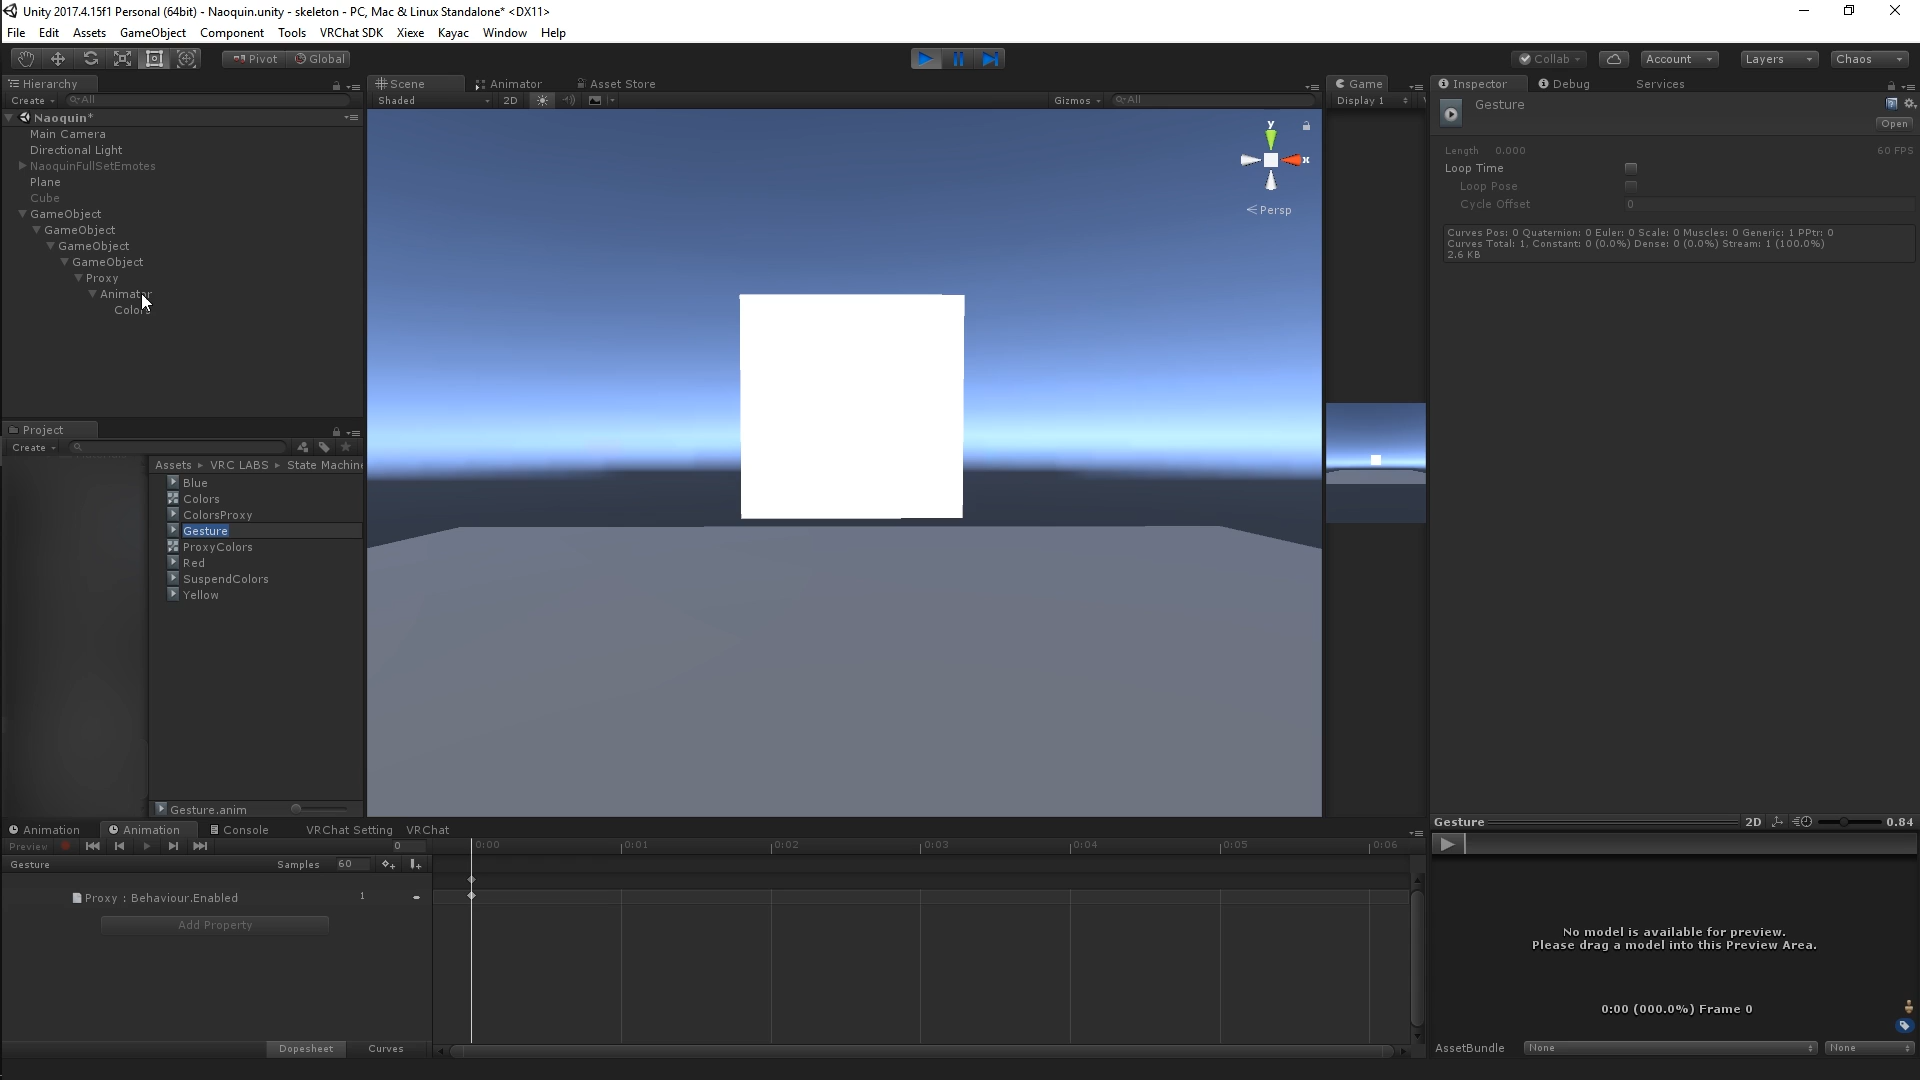 Unity 2017.4.15f1 Personal (64bit) - Naoquin.unity - skeleton - PC, Mac & Linux Standalone* <DX11>
File Edit Assets GameObject Component Tools VRChat SDK Xiexe Kayac Window Help
Pivot Global Collab Account Layers Chaos
Hierarchy
Create All
Naoquin*
Main Camera
Directional Light
NaoquinFullSetEmotes
Plane
Cube
GameObject
GameObject
GameObject
GameObject
Proxy
Animator
Colors
Project
Create
Assets VRC LABS State Machine
Blue
Colors
ColorsProxy
Gesture
ProxyColors
Red
SuspendColors
Yellow
Gesture.anim
Scene Animator Asset Store
Shaded 2D Gizmos All
y
x
Persp
Game
Display 1
Inspector Debug Services
Gesture
Open
Length 0.000 60 FPS
Loop Time
Loop Pose
Cycle Offset 0
Curves Pos: 0 Quaternion: 0 Euler: 0 Scale: 0 Muscles: 0 Generic: 1 PPtr: 0
Curves Total: 1, Constant: 0 (0.0%) Dense: 0 (0.0%) Stream: 1 (100.0%)
2.6 KB
Animation Animation Console VRChat Setting VRChat
Preview 0 0:00 0:01 0:02 0:03 0:04 0:05 0:06
Gesture Samples 60
Proxy : Behaviour.Enabled 1
Add Property
Dopesheet Curves
Gesture 2D 0.84
No model is available for preview.
Please drag a model into this Preview Area.
0:00 (000.0%) Frame 0
AssetBundle None None